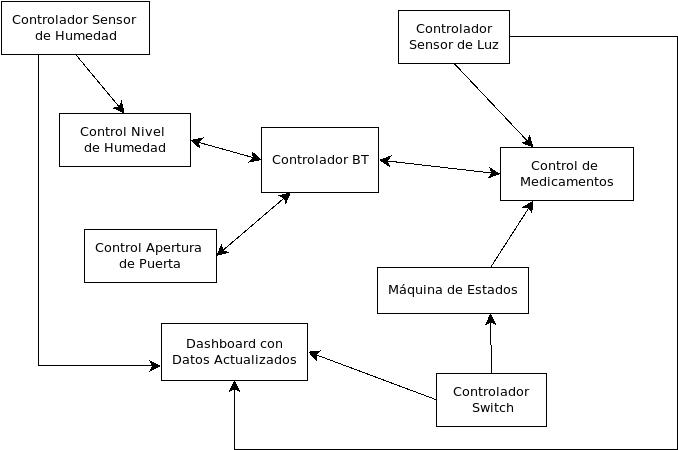 Controlador Sensor
de Humedad
Controlador
Sensor de Luz
Control Nivel
de Humedad
Controlador BT
Control de
Medicamentos
Control Apertura
de Puerta
Máquina de Estados
Dashboard con
Datos Actualizados
Controlador
Switch